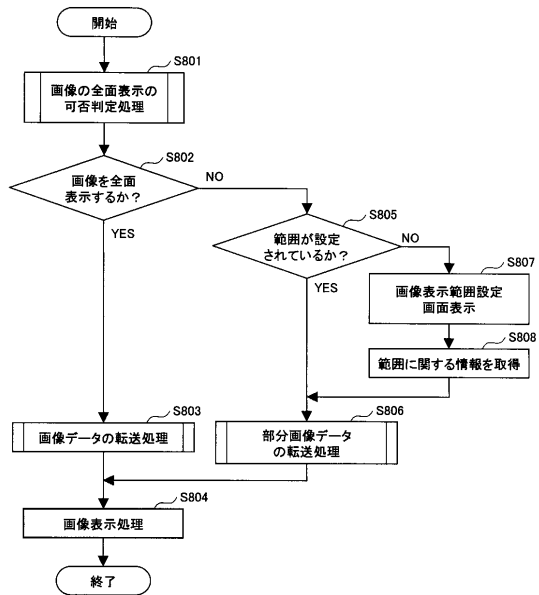 開始
S801
画像の全面表示の
可否判定処理
S802
画像を全面
表示するか？
NO
YES
S805
範囲が設定
されているか？
NO
YES
S807
画像表示範囲設定
画面表示
S808
範囲に関する情報を取得
S803
画像データの転送処理
S806
部分画像データ
の転送処理
S804
画像表示処理
終了